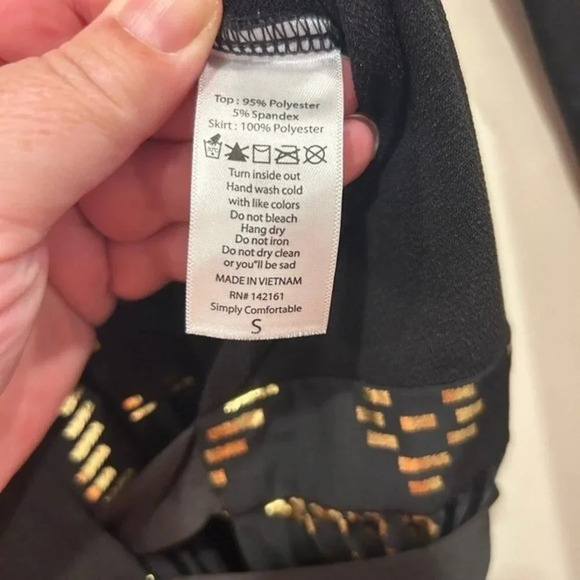 Top : 95% Polyester
5% Spandex
Skirt : 100% Polyester
Turn inside out
Hand wash cold
with like colors
Do not bleach
Hang dry
Do not iron
Do not dry clean
or you"ll be sad
MADE IN VIETNAM
RN# 142161
Simply Comfortable
S